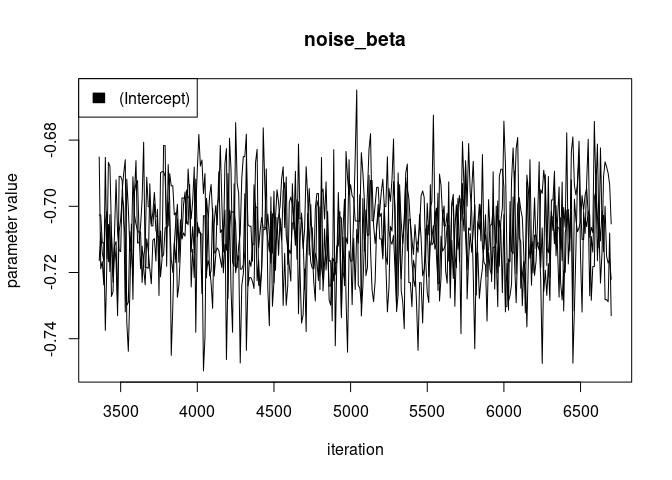 noise_beta
(Intercept)
parameter value
-0.68
-0.70
-0.72
-0.74
3500 4000 4500 5000 5500 6000 6500
iteration